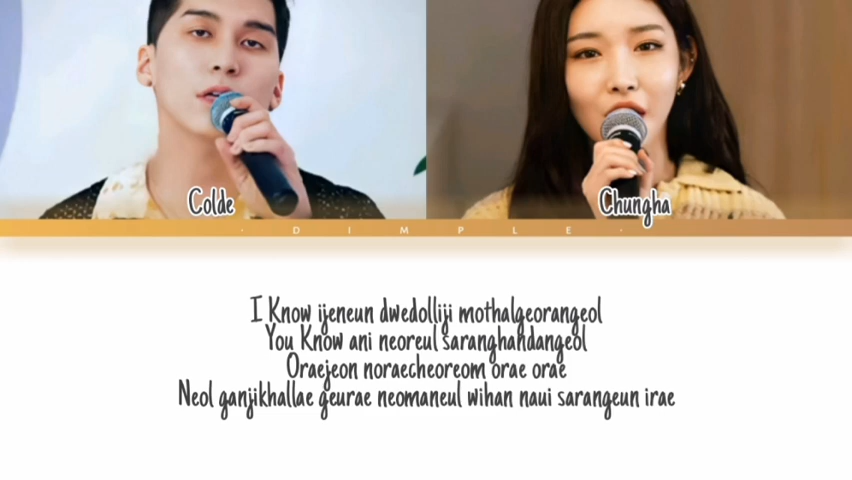 Colde
Chungha
· D I M P L E ·
I Know ijeneun dwedolliji mothalgeorangeol
You Know ani neoreul saranghandangeol
Oraejeon noraecheoreom orae orae
Neol ganjikhallae geurae neomaneul wihan naui sarangeun irae